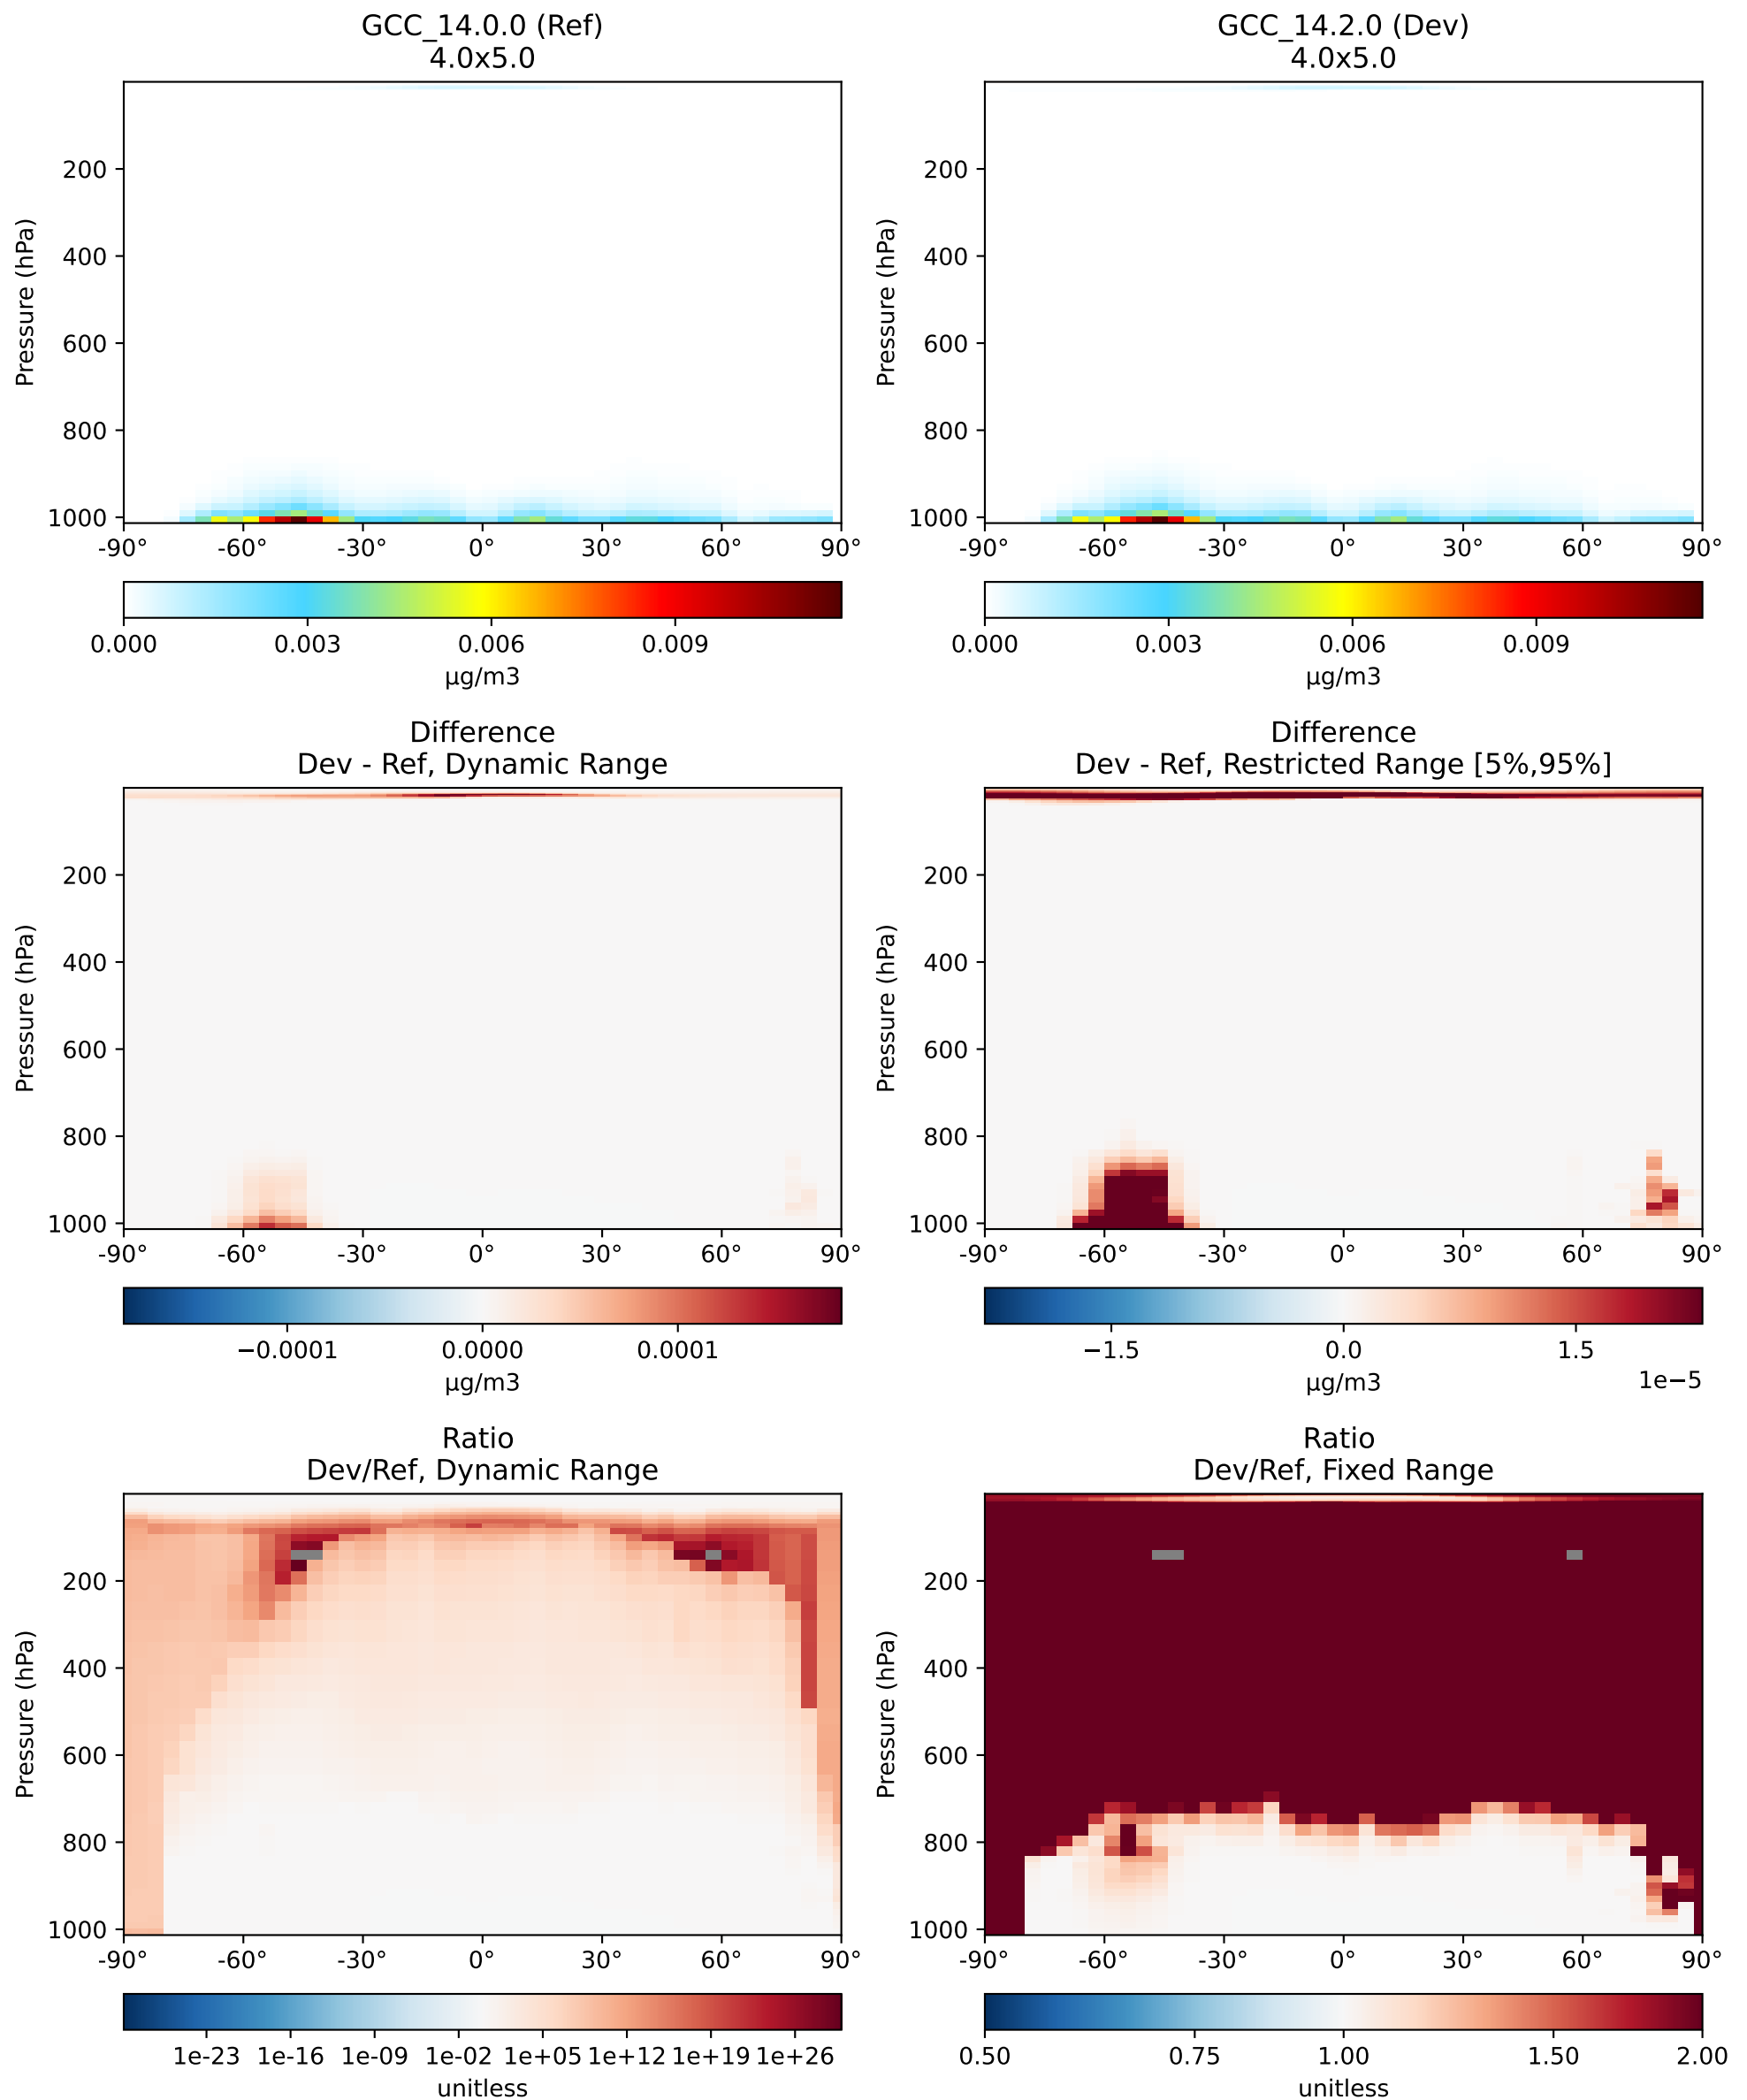 GCC_14.0.0 (Ref)
4.0x5.0
Pressure (hPa)
200
400
600
800
1000
-90° -60° -30° 0° 30° 60° 90°
0.000 0.003 0.006 0.009
µg/m3
GCC_14.2.0 (Dev)
4.0x5.0
Pressure (hPa)
200
400
600
800
1000
-90° -60° -30° 0° 30° 60° 90°
0.000 0.003 0.006 0.009
µg/m3
Difference
Dev - Ref, Dynamic Range
Pressure (hPa)
200
400
600
800
1000
-90° -60° -30° 0° 30° 60° 90°
−0.0001 0.0000 0.0001
µg/m3
Difference
Dev - Ref, Restricted Range [5%,95%]
Pressure (hPa)
200
400
600
800
1000
-90° -60° -30° 0° 30° 60° 90°
−1.5 0.0 1.5
1e−5
µg/m3
Ratio
Dev/Ref, Dynamic Range
Pressure (hPa)
200
400
600
800
1000
-90° -60° -30° 0° 30° 60° 90°
1e-23 1e-16 1e-09 1e-02 1e+05 1e+12 1e+19 1e+26
unitless
Ratio
Dev/Ref, Fixed Range
Pressure (hPa)
200
400
600
800
1000
-90° -60° -30° 0° 30° 60° 90°
0.50 0.75 1.00 1.50 2.00
unitless